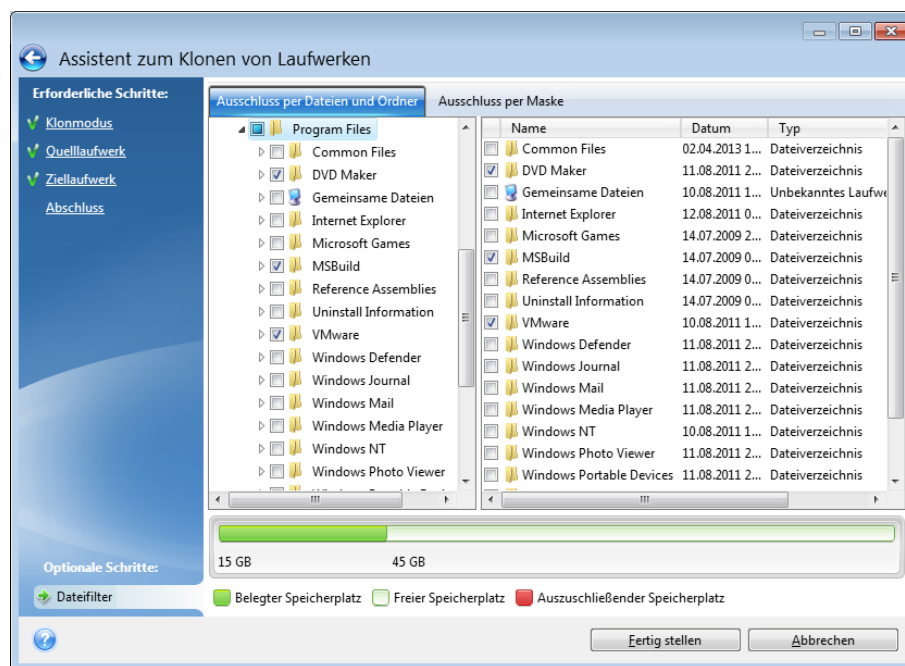 Assistent zum Klonen von Laufwerken
Erforderliche Schritte:
Klonmodus
Quelllaufwerk
Ziellaufwerk
Abschluss
Optionale Schritte:
Dateifilter
Ausschluss per Dateien und Ordner
Ausschluss per Maske
Program Files
Common Files
DVD Maker
Gemeinsame Dateien
Internet Explorer
Microsoft Games
MSBuild
Reference Assemblies
Uninstall Information
VMware
Windows Defender
Windows Journal
Windows Mail
Windows Media Player
Windows NT
Windows Photo Viewer
Name Datum Typ
Common Files 02.04.2013 1... Dateiverzeichnis
DVD Maker 11.08.2011 2... Dateiverzeichnis
Gemeinsame Dateien 10.08.2011 1... Unbekanntes Laufwe
Internet Explorer 12.08.2011 0... Dateiverzeichnis
Microsoft Games 14.07.2009 2... Dateiverzeichnis
MSBuild 14.07.2009 0... Dateiverzeichnis
Reference Assemblies 14.07.2009 0... Dateiverzeichnis
Uninstall Information 14.07.2009 0... Dateiverzeichnis
VMware 10.08.2011 1... Dateiverzeichnis
Windows Defender 11.08.2011 2... Dateiverzeichnis
Windows Journal 11.08.2011 2... Dateiverzeichnis
Windows Mail 11.08.2011 2... Dateiverzeichnis
Windows Media Player 11.08.2011 2... Dateiverzeichnis
Windows NT 10.08.2011 1... Dateiverzeichnis
Windows Photo Viewer 11.08.2011 2... Dateiverzeichnis
Windows Portable Devices 11.08.2011 2... Dateiverzeichnis
15 GB 45 GB
Belegter Speicherplatz Freier Speicherplatz Auszuschließender Speicherplatz
Fertig stellen Abbrechen